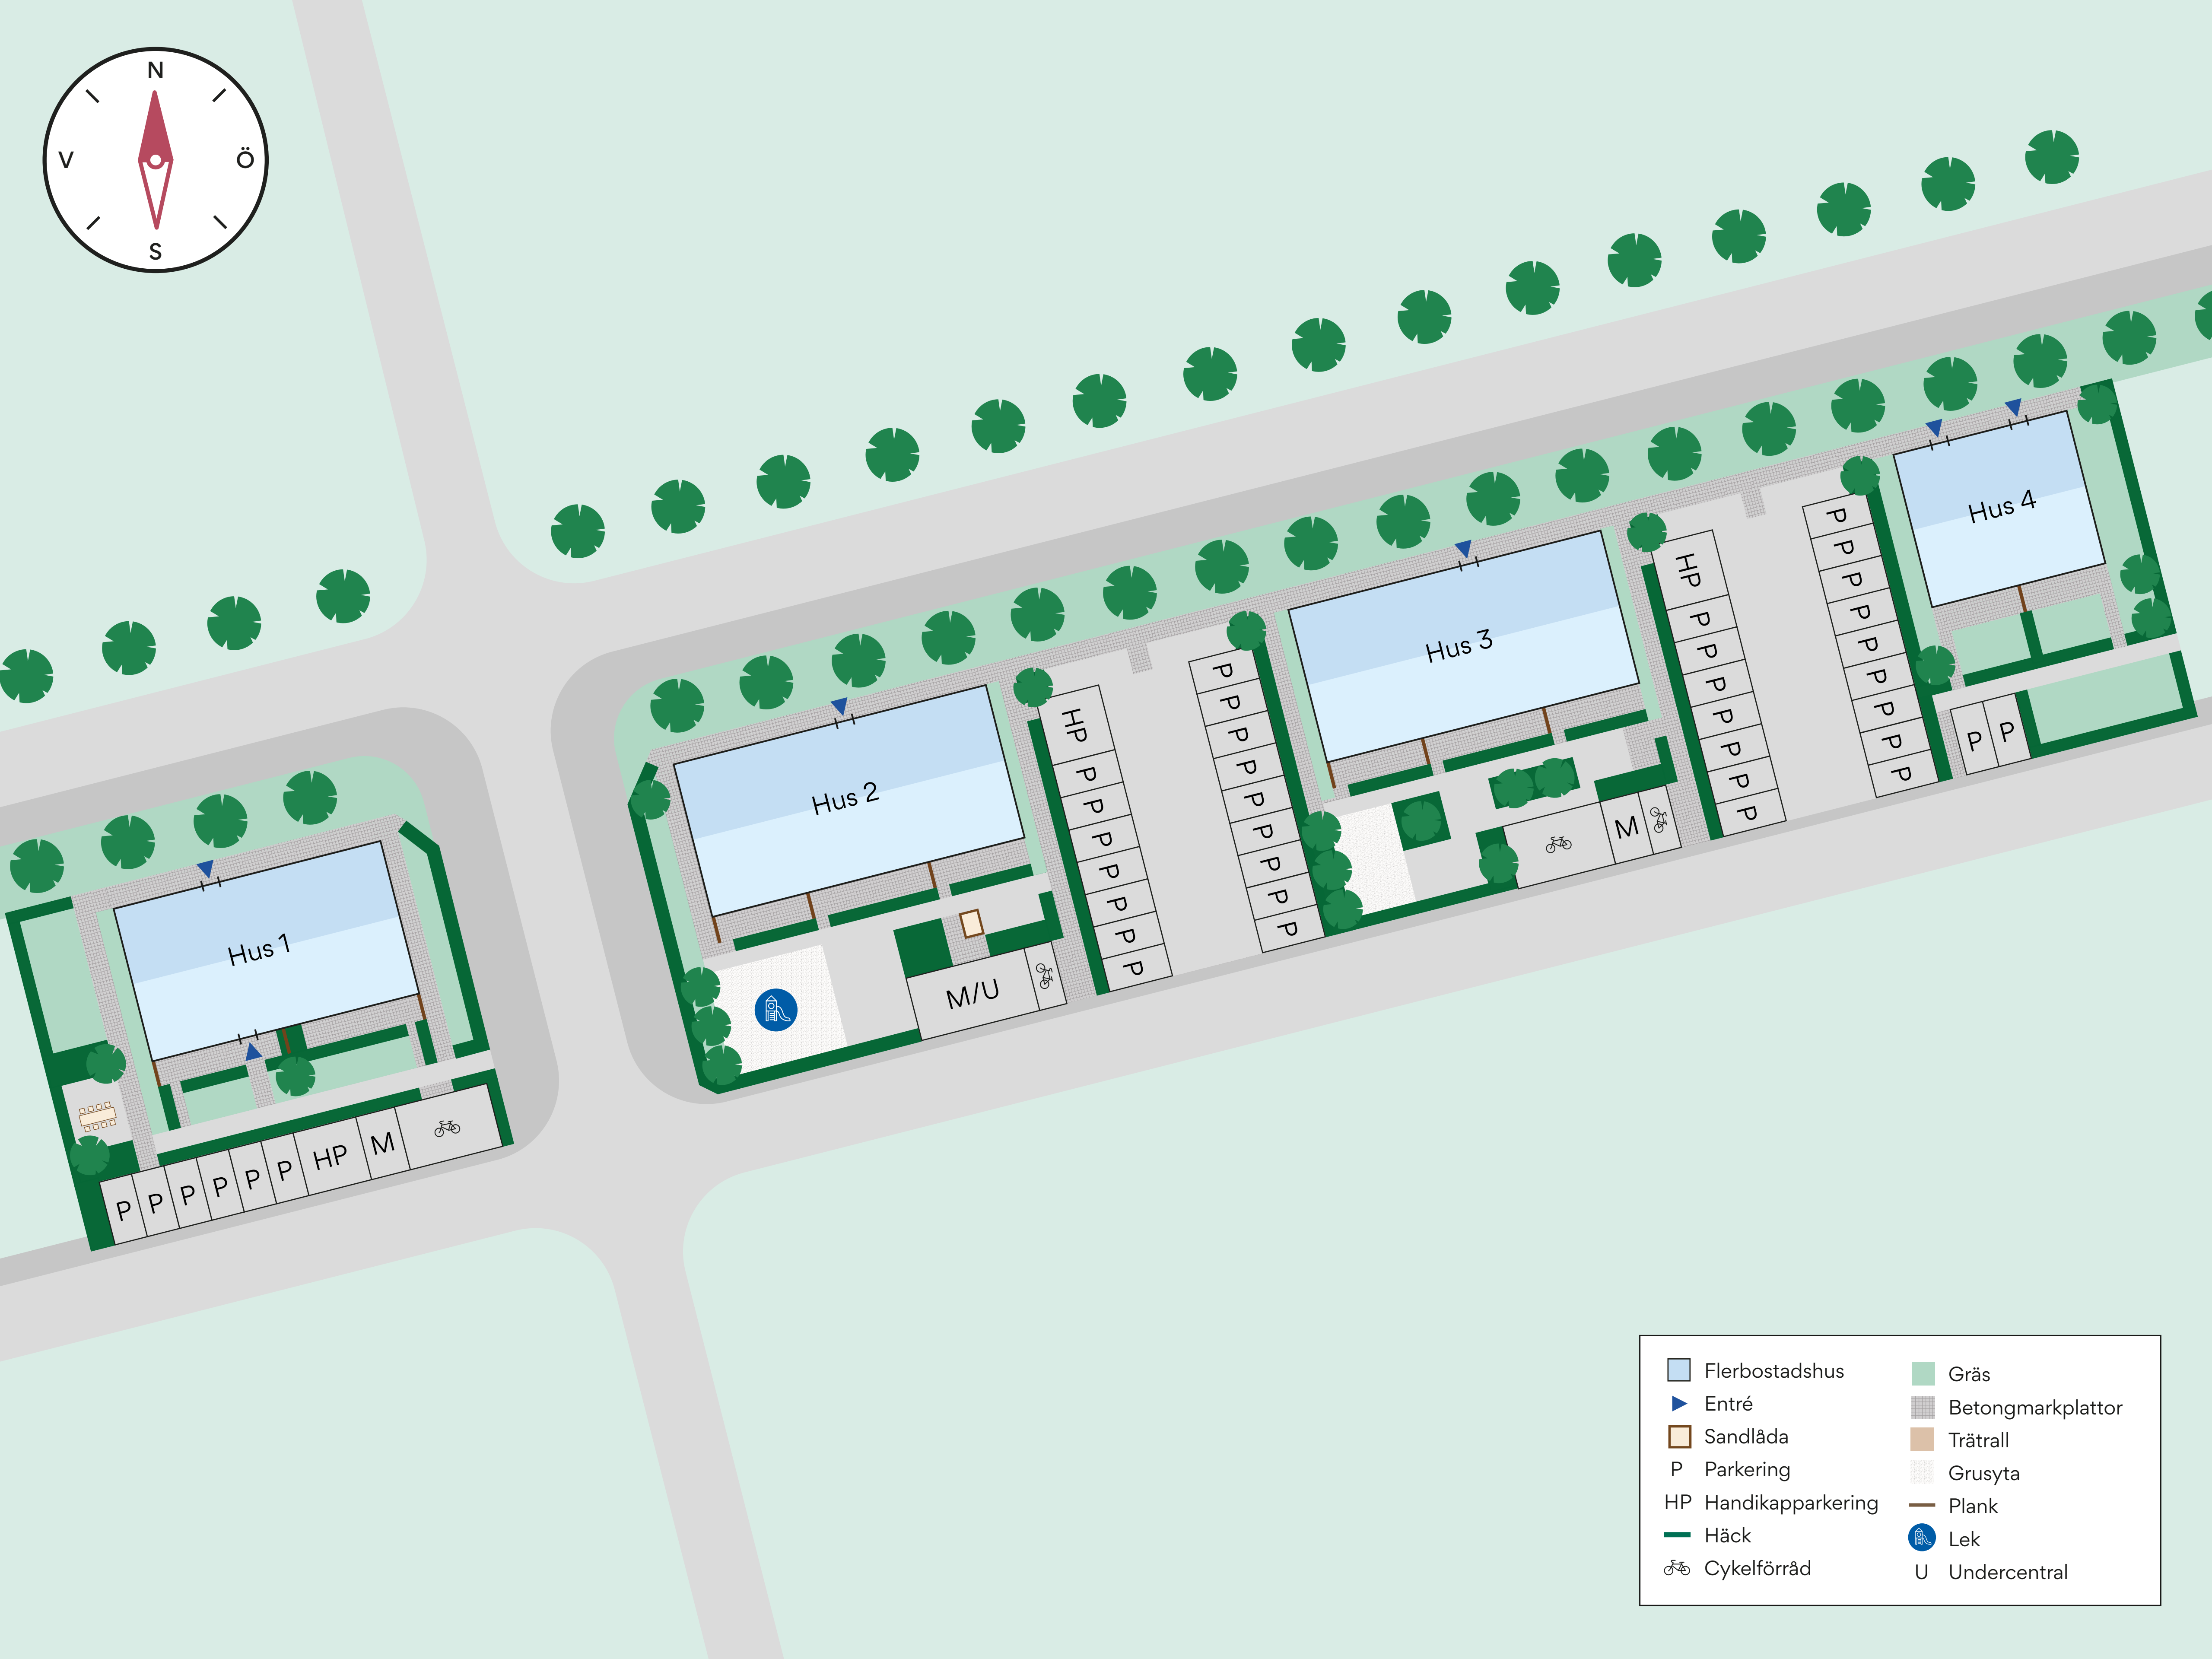 N
V Ö
S
Hus 4
Hus 3
Hus 2
Hus 1
P
P
P
P
P
P
P
P
P
HP
P
P
P
P
P
P
P
P P
P
P
P
P
P
P
P
P
P
HP
P
P
P
P
P
P
P
M
M/U
P P P P P P HP M
Flerbostadshus
Entré
Sandlåda
P Parkering
HP Handikapparkering
Häck
Cykelförråd
Gräs
Betongmarkplattor
Trätrall
Grusyta
Plank
Lek
U Undercentral